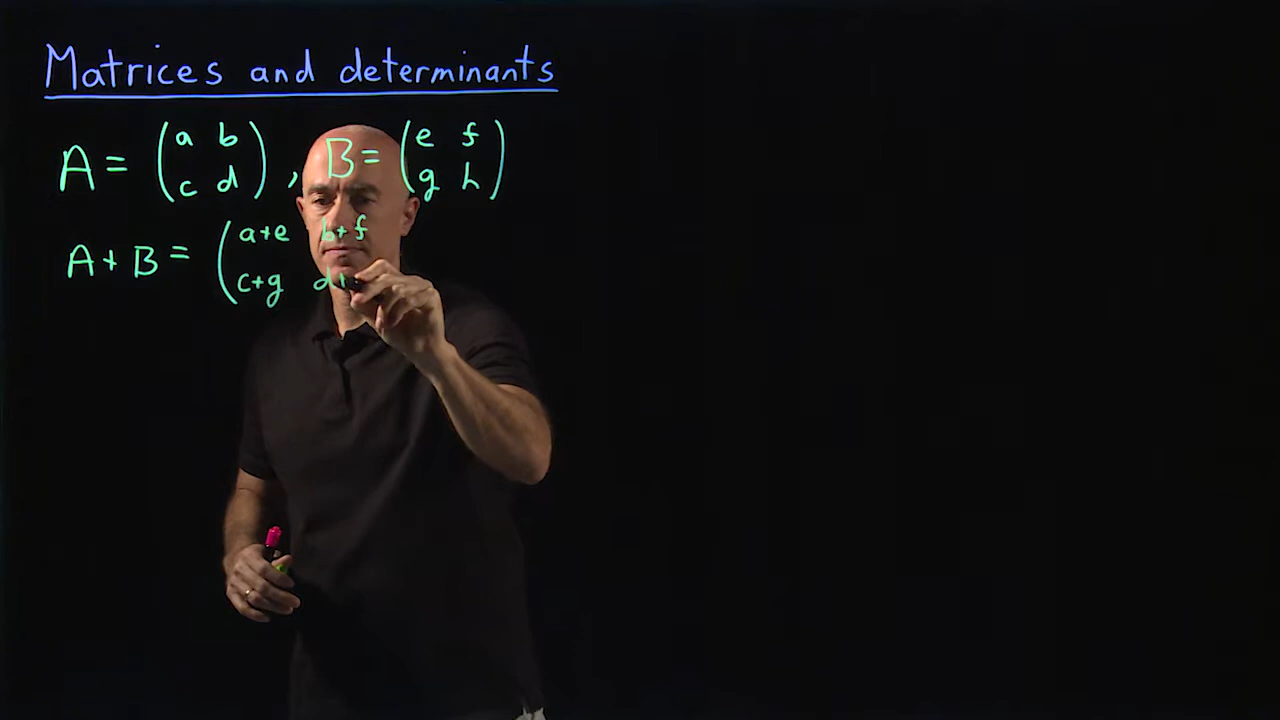 Matrices and determinants
A = (a b
c d) , B = (e f
g h)
A + B = (a+e b+f
c+g d+